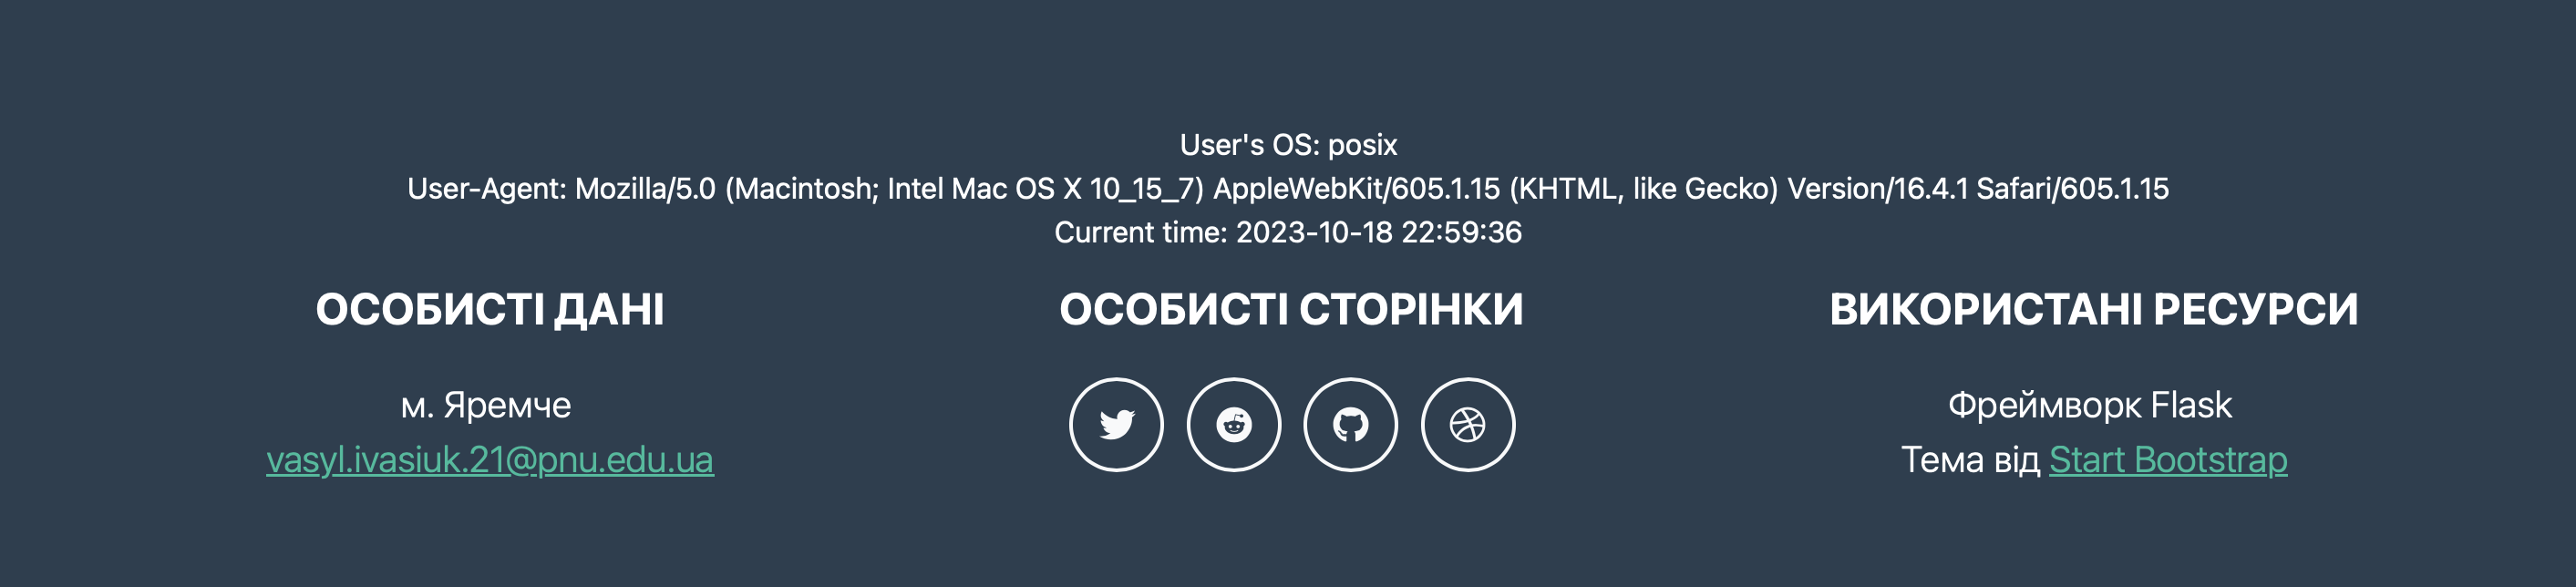 User's OS: posix
User-Agent: Mozilla/5.0 (Macintosh; Intel Mac OS X 10_15_7) AppleWebKit/605.1.15 (KHTML, like Gecko) Version/16.4.1 Safari/605.1.15
Current time: 2023-10-18 22:59:36
ОСОБИСТІ ДАНІ
м. Яремче
vasyl.ivasiuk.21@pnu.edu.ua
ОСОБИСТІ СТОРІНКИ
ВИКОРИСТАНІ РЕСУРСИ
Фреймворк Flask
Тема від Start Bootstrap